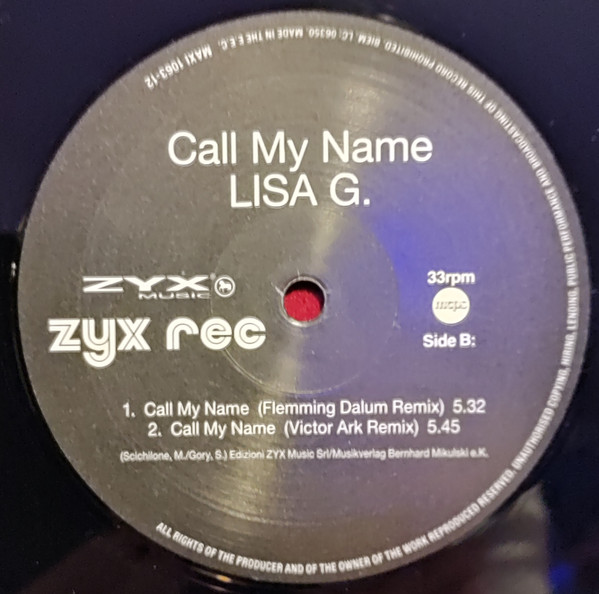 Call My Name
LISA G.
ZYX®
MUSIC
zyx rec
33rpm
mcps
Side B:
1. Call My Name (Flemming Dalum Remix) 5.32
2. Call My Name (Victor Ark Remix) 5.45
(Scichilone, M./Gory, S.) Edizioni ZYX Music Srl/Musikverlag Bernhard Mikulski e.K.
ALL RIGHTS OF THE PRODUCER AND OF THE OWNER OF THE WORK REPRODUCED RESERVED. UNAUTHORISED COPYING, HIRING, LENDING, PUBLIC PERFORMANCE AND BROADCASTING OF THIS RECORD PROHIBITED. BIEM. LC: 06350. MADE IN THE E.E.C. MAXI 1063-12